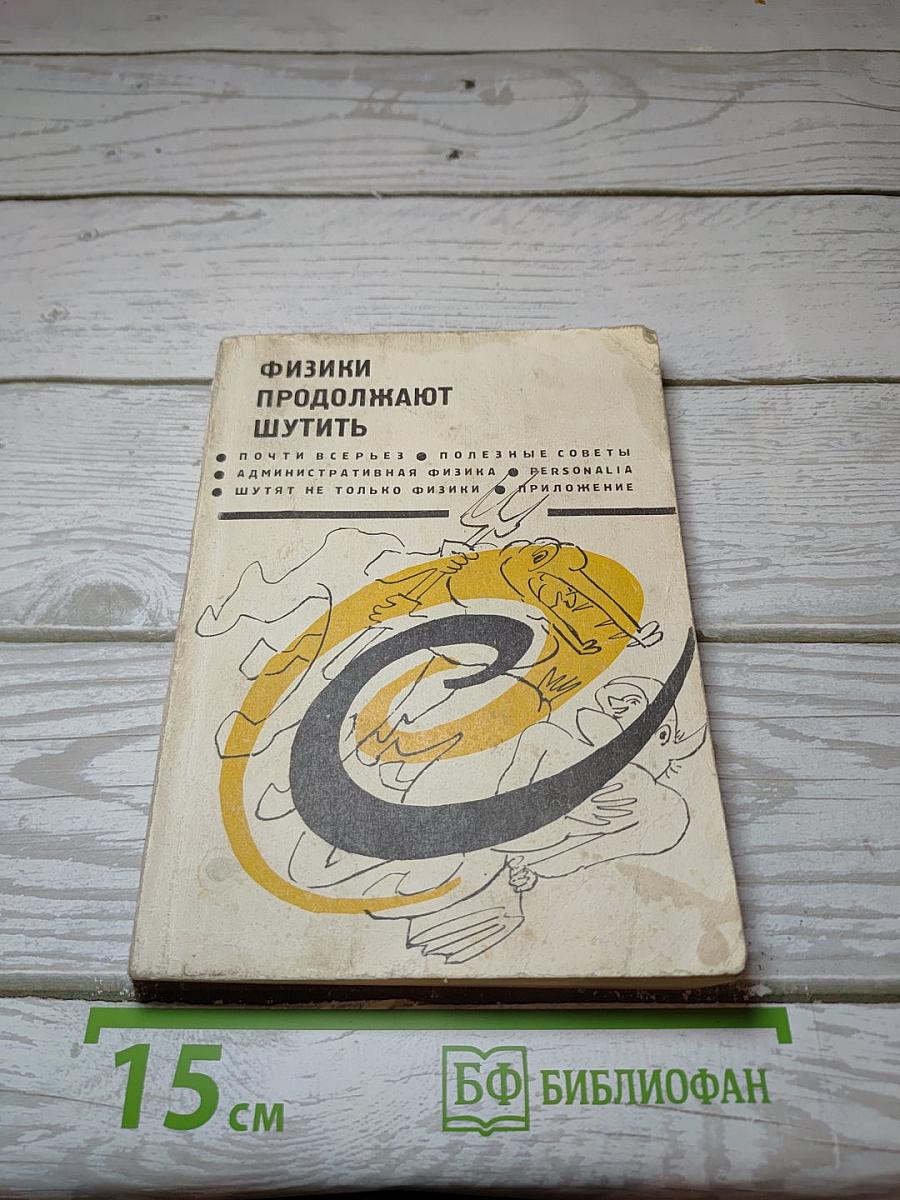 ФИЗИКИ
ПРОДОЛЖАЮТ
ШУТИТЬ
● ПОЧТИ ВСЕРЬЕЗ ● ПОЛЕЗНЫЕ СОВЕТЫ
● АДМИНИСТРАТИВНАЯ ФИЗИКА ● PERSONALIA
● ШУТЯТ НЕ ТОЛЬКО ФИЗИКИ ● ПРИЛОЖЕНИЕ
15 см
БФ БИБЛИОФАН